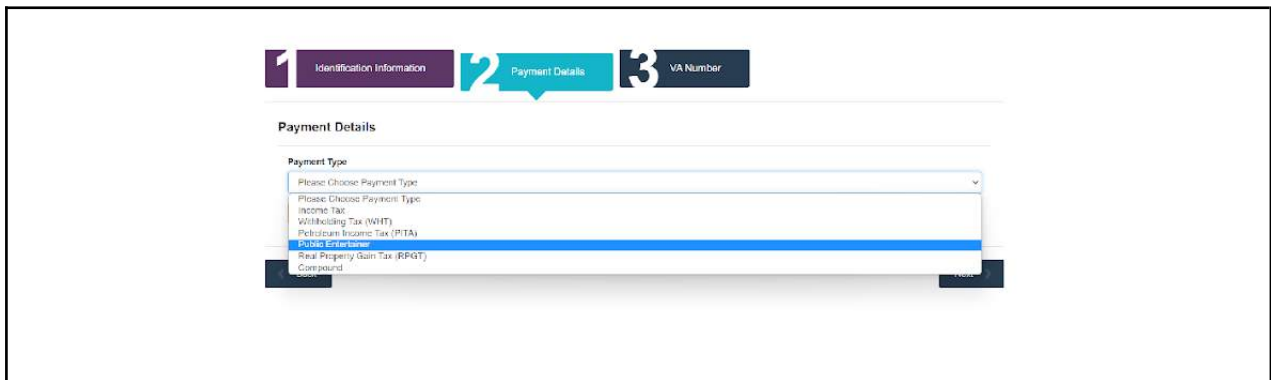 1 Identification Information 2 Payment Details 3 VA Number
Payment Details
Payment Type
Please Choose Payment Type
Please Choose Payment Type
Income Tax
Withholding Tax (WHT)
Petroleum Income Tax (PITA)
Public Entertainer
Real Property Gain Tax (RPGT)
Compound
Back Next